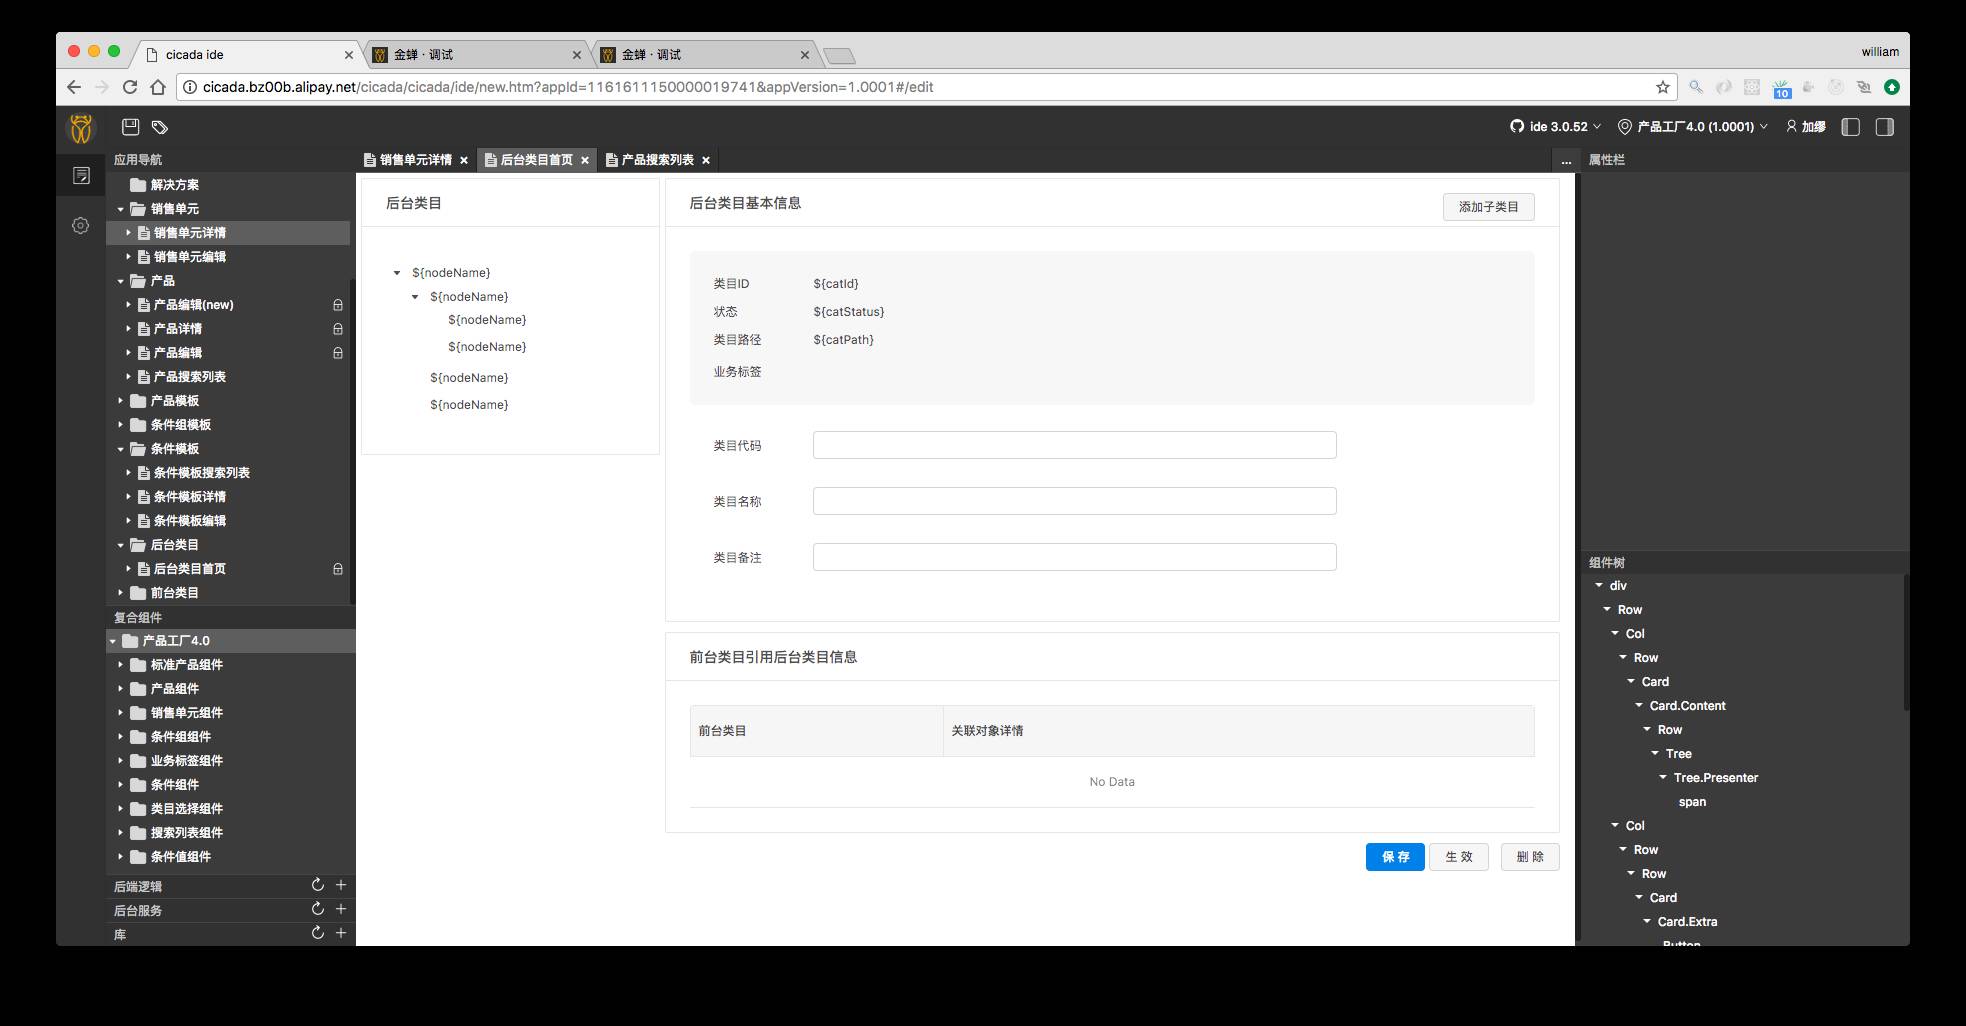 cicada ide
金蝉 · 调试
金蝉 · 调试
william
cicada.bz00b.alipay.net/cicada/cicada/ide/new.htm?appId=1161611150000019741&appVersion=1.0001#/edit
10
ide 3.0.52
产品工厂4.0 (1.0001)
加缪
应用导航
解决方案
销售单元
销售单元详情
销售单元编辑
产品
产品编辑(new)
产品详情
产品编辑
产品搜索列表
产品模板
条件组模板
条件模板
条件模板搜索列表
条件模板详情
条件模板编辑
后台类目
后台类目首页
前台类目
复合组件
产品工厂4.0
标准产品组件
产品组件
销售单元组件
条件组组件
业务标签组件
条件组件
类目选择组件
搜索列表组件
条件值组件
后端逻辑
后台服务
库
销售单元详情
后台类目首页
产品搜索列表
...
后台类目
${nodeName}
${nodeName}
${nodeName}
${nodeName}
${nodeName}
${nodeName}
后台类目基本信息
添加子类目
类目ID ${catId}
状态 ${catStatus}
类目路径 ${catPath}
业务标签
类目代码
类目名称
类目备注
前台类目引用后台类目信息
前台类目 关联对象详情
No Data
保 存
生 效
删 除
属性栏
组件树
div
Row
Col
Row
Card
Card.Content
Row
Tree
Tree.Presenter
span
Col
Row
Row
Card
Card.Extra
Button